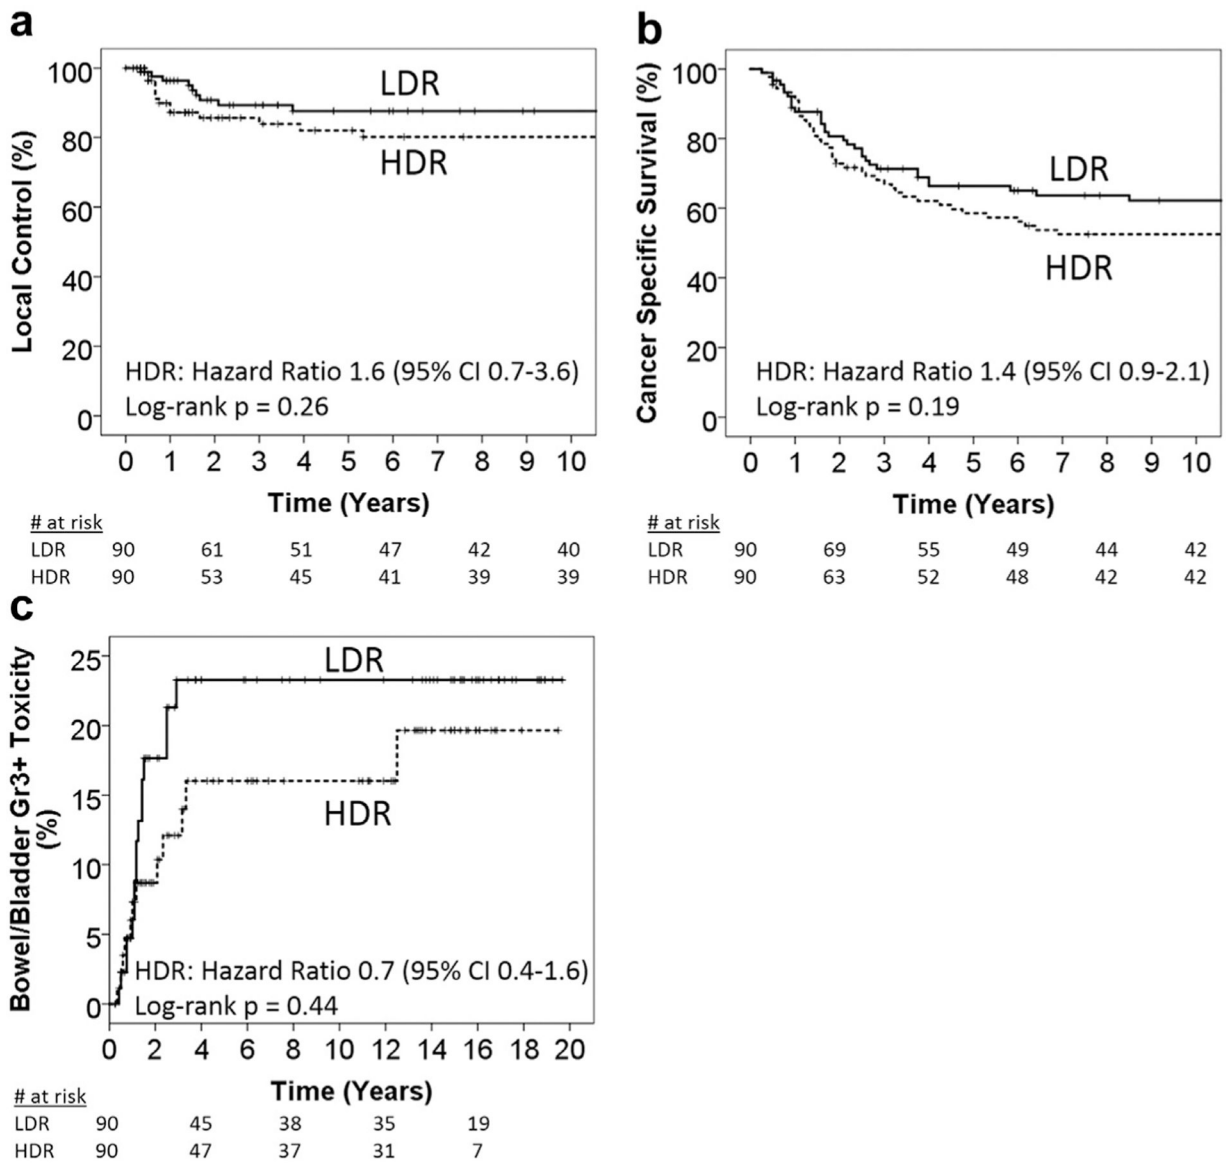 a
Local Control (%)
100
80
60
40
20
0
LDR
HDR
HDR: Hazard Ratio 1.6 (95% CI 0.7-3.6)
Log-rank p = 0.26
0 1 2 3 4 5 6 7 8 9 10
Time (Years)
# at risk
LDR 90 61 51 47 42 40
HDR 90 53 45 41 39 39
b
Cancer Specific Survival (%)
100
80
60
40
20
0
LDR
HDR
HDR: Hazard Ratio 1.4 (95% CI 0.9-2.1)
Log-rank p = 0.19
0 1 2 3 4 5 6 7 8 9 10
Time (Years)
# at risk
LDR 90 69 55 49 44 42
HDR 90 63 52 48 42 42
c
Bowel/Bladder Gr3+ Toxicity
(%)
25
20
15
10
5
0
LDR
HDR
HDR: Hazard Ratio 0.7 (95% CI 0.4-1.6)
Log-rank p = 0.44
0 2 4 6 8 10 12 14 16 18 20
Time (Years)
# at risk
LDR 90 45 38 35 19
HDR 90 47 37 31 7